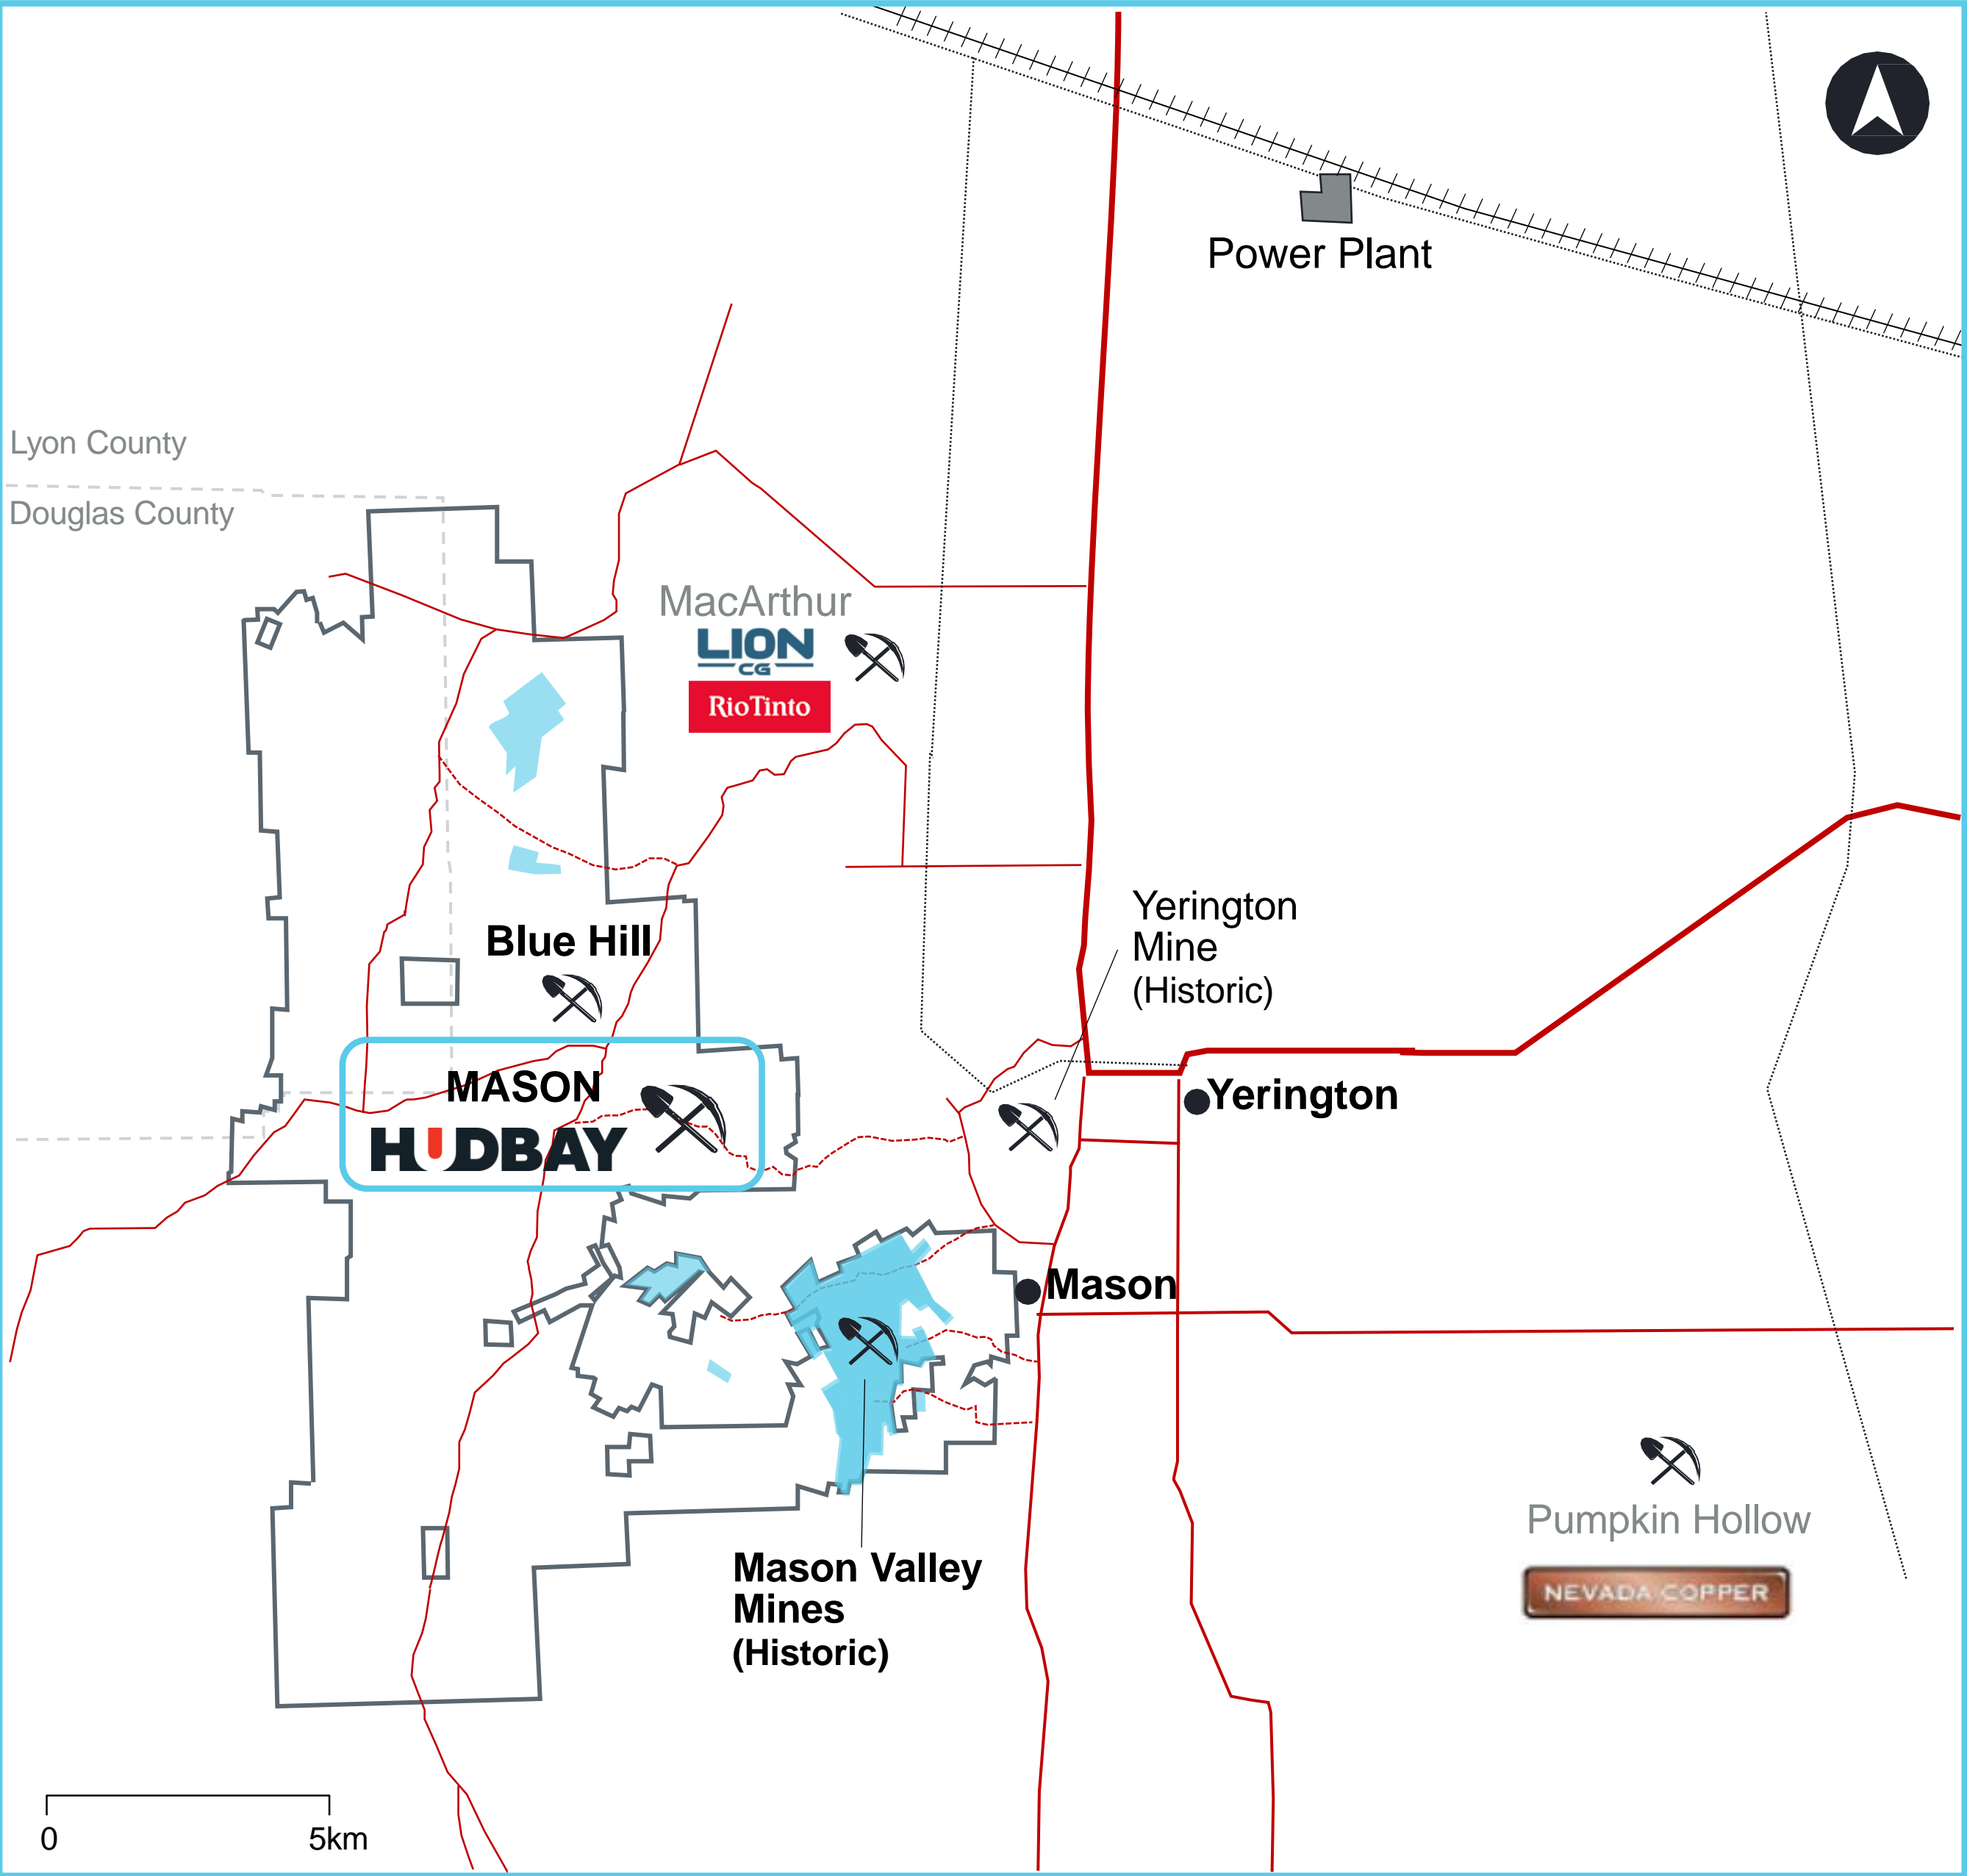 Power Plant
Lyon County
Douglas County
MacArthur
LION
CG
RioTinto
Yerington
Mine
(Historic)
Blue Hill
MASON
HUDBAY
Yerington
Mason
Pumpkin Hollow
NEVADA COPPER
Mason Valley
Mines
(Historic)
0 5km